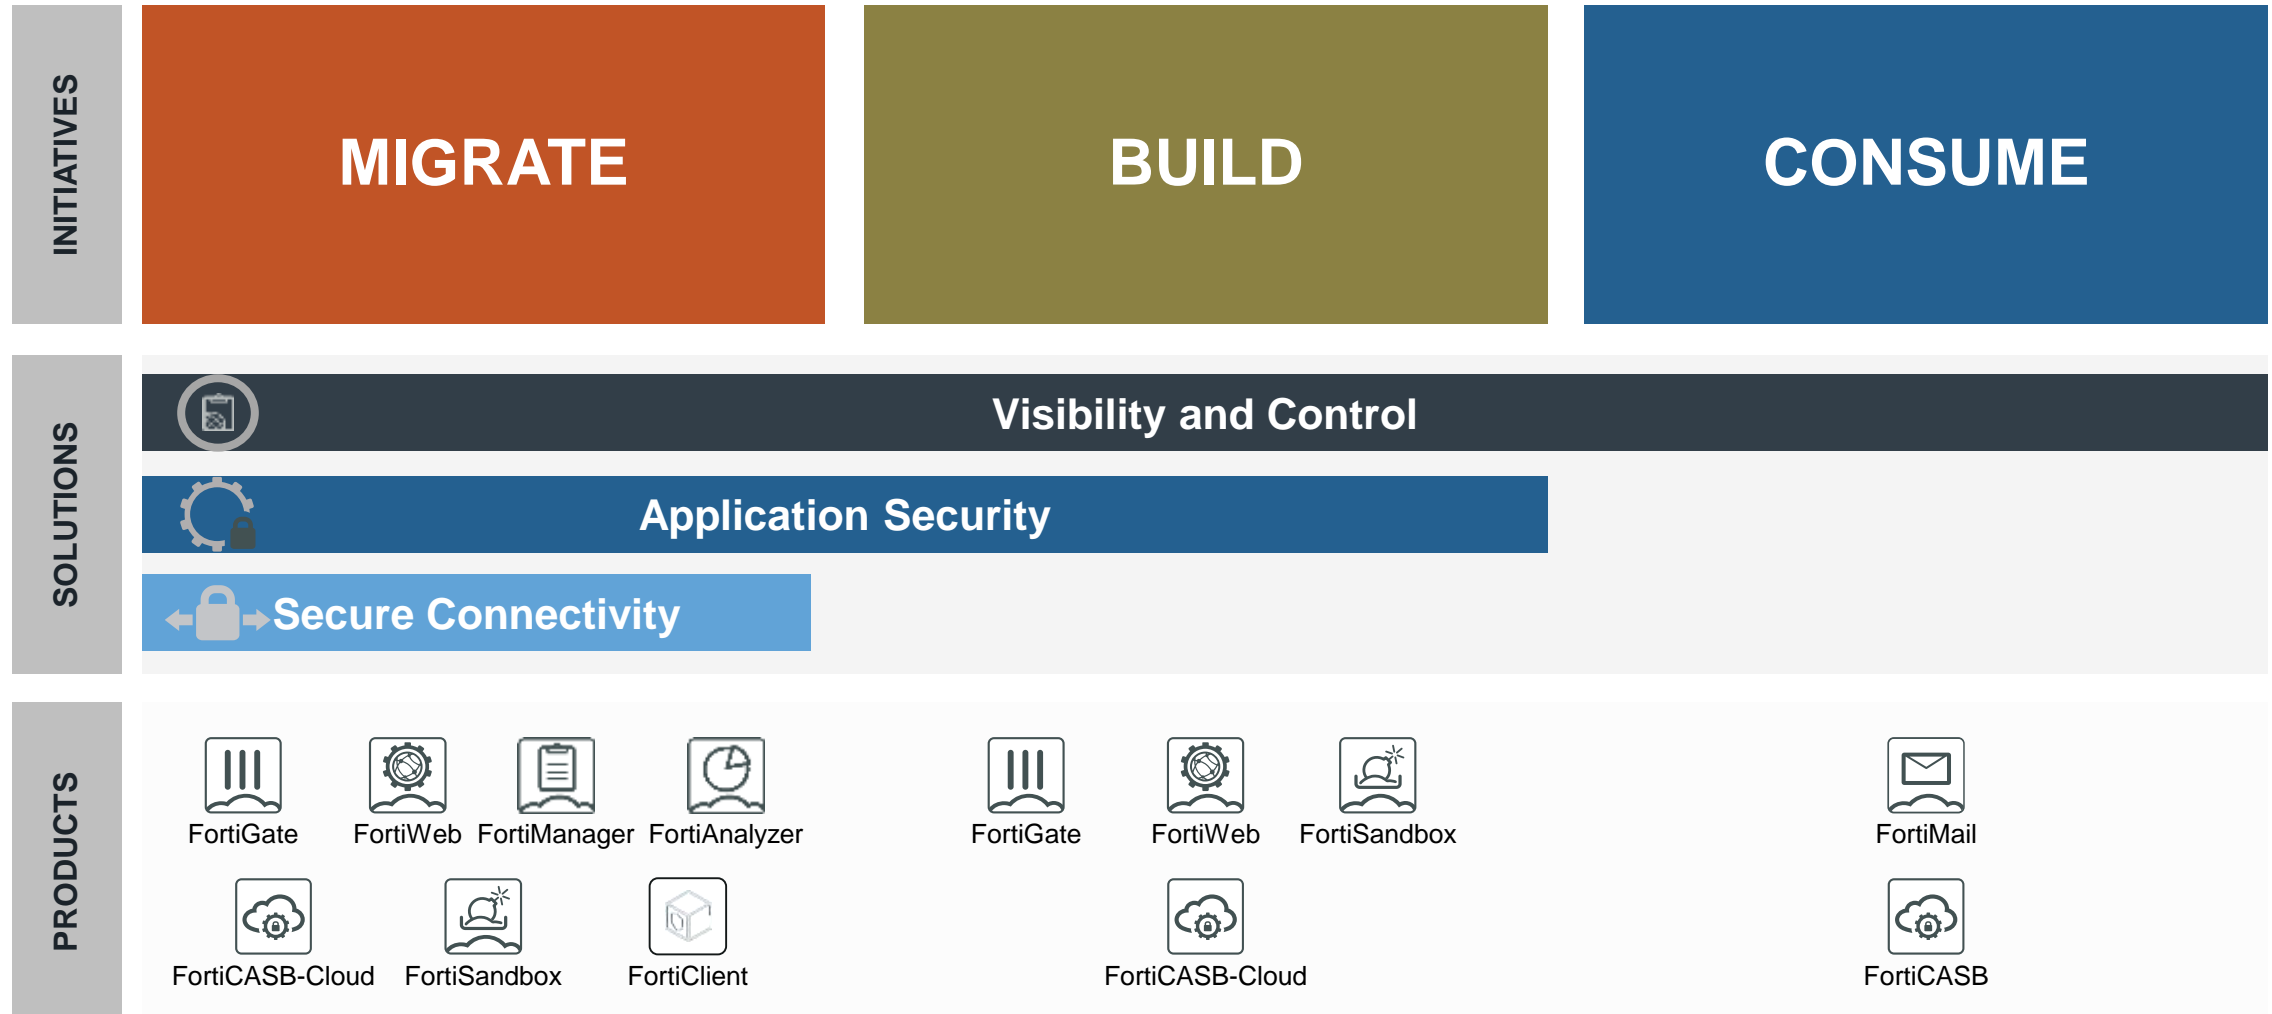 INITIATIVES
MIGRATE
BUILD
CONSUME
SOLUTIONS
Visibility and Control
Application Security
Secure Connectivity
PRODUCTS
FortiGate
FortiWeb
FortiManager
FortiAnalyzer
FortiGate
FortiWeb
FortiSandbox
FortiMail
FortiCASB-Cloud
FortiSandbox
FortiClient
FortiCASB-Cloud
FortiCASB